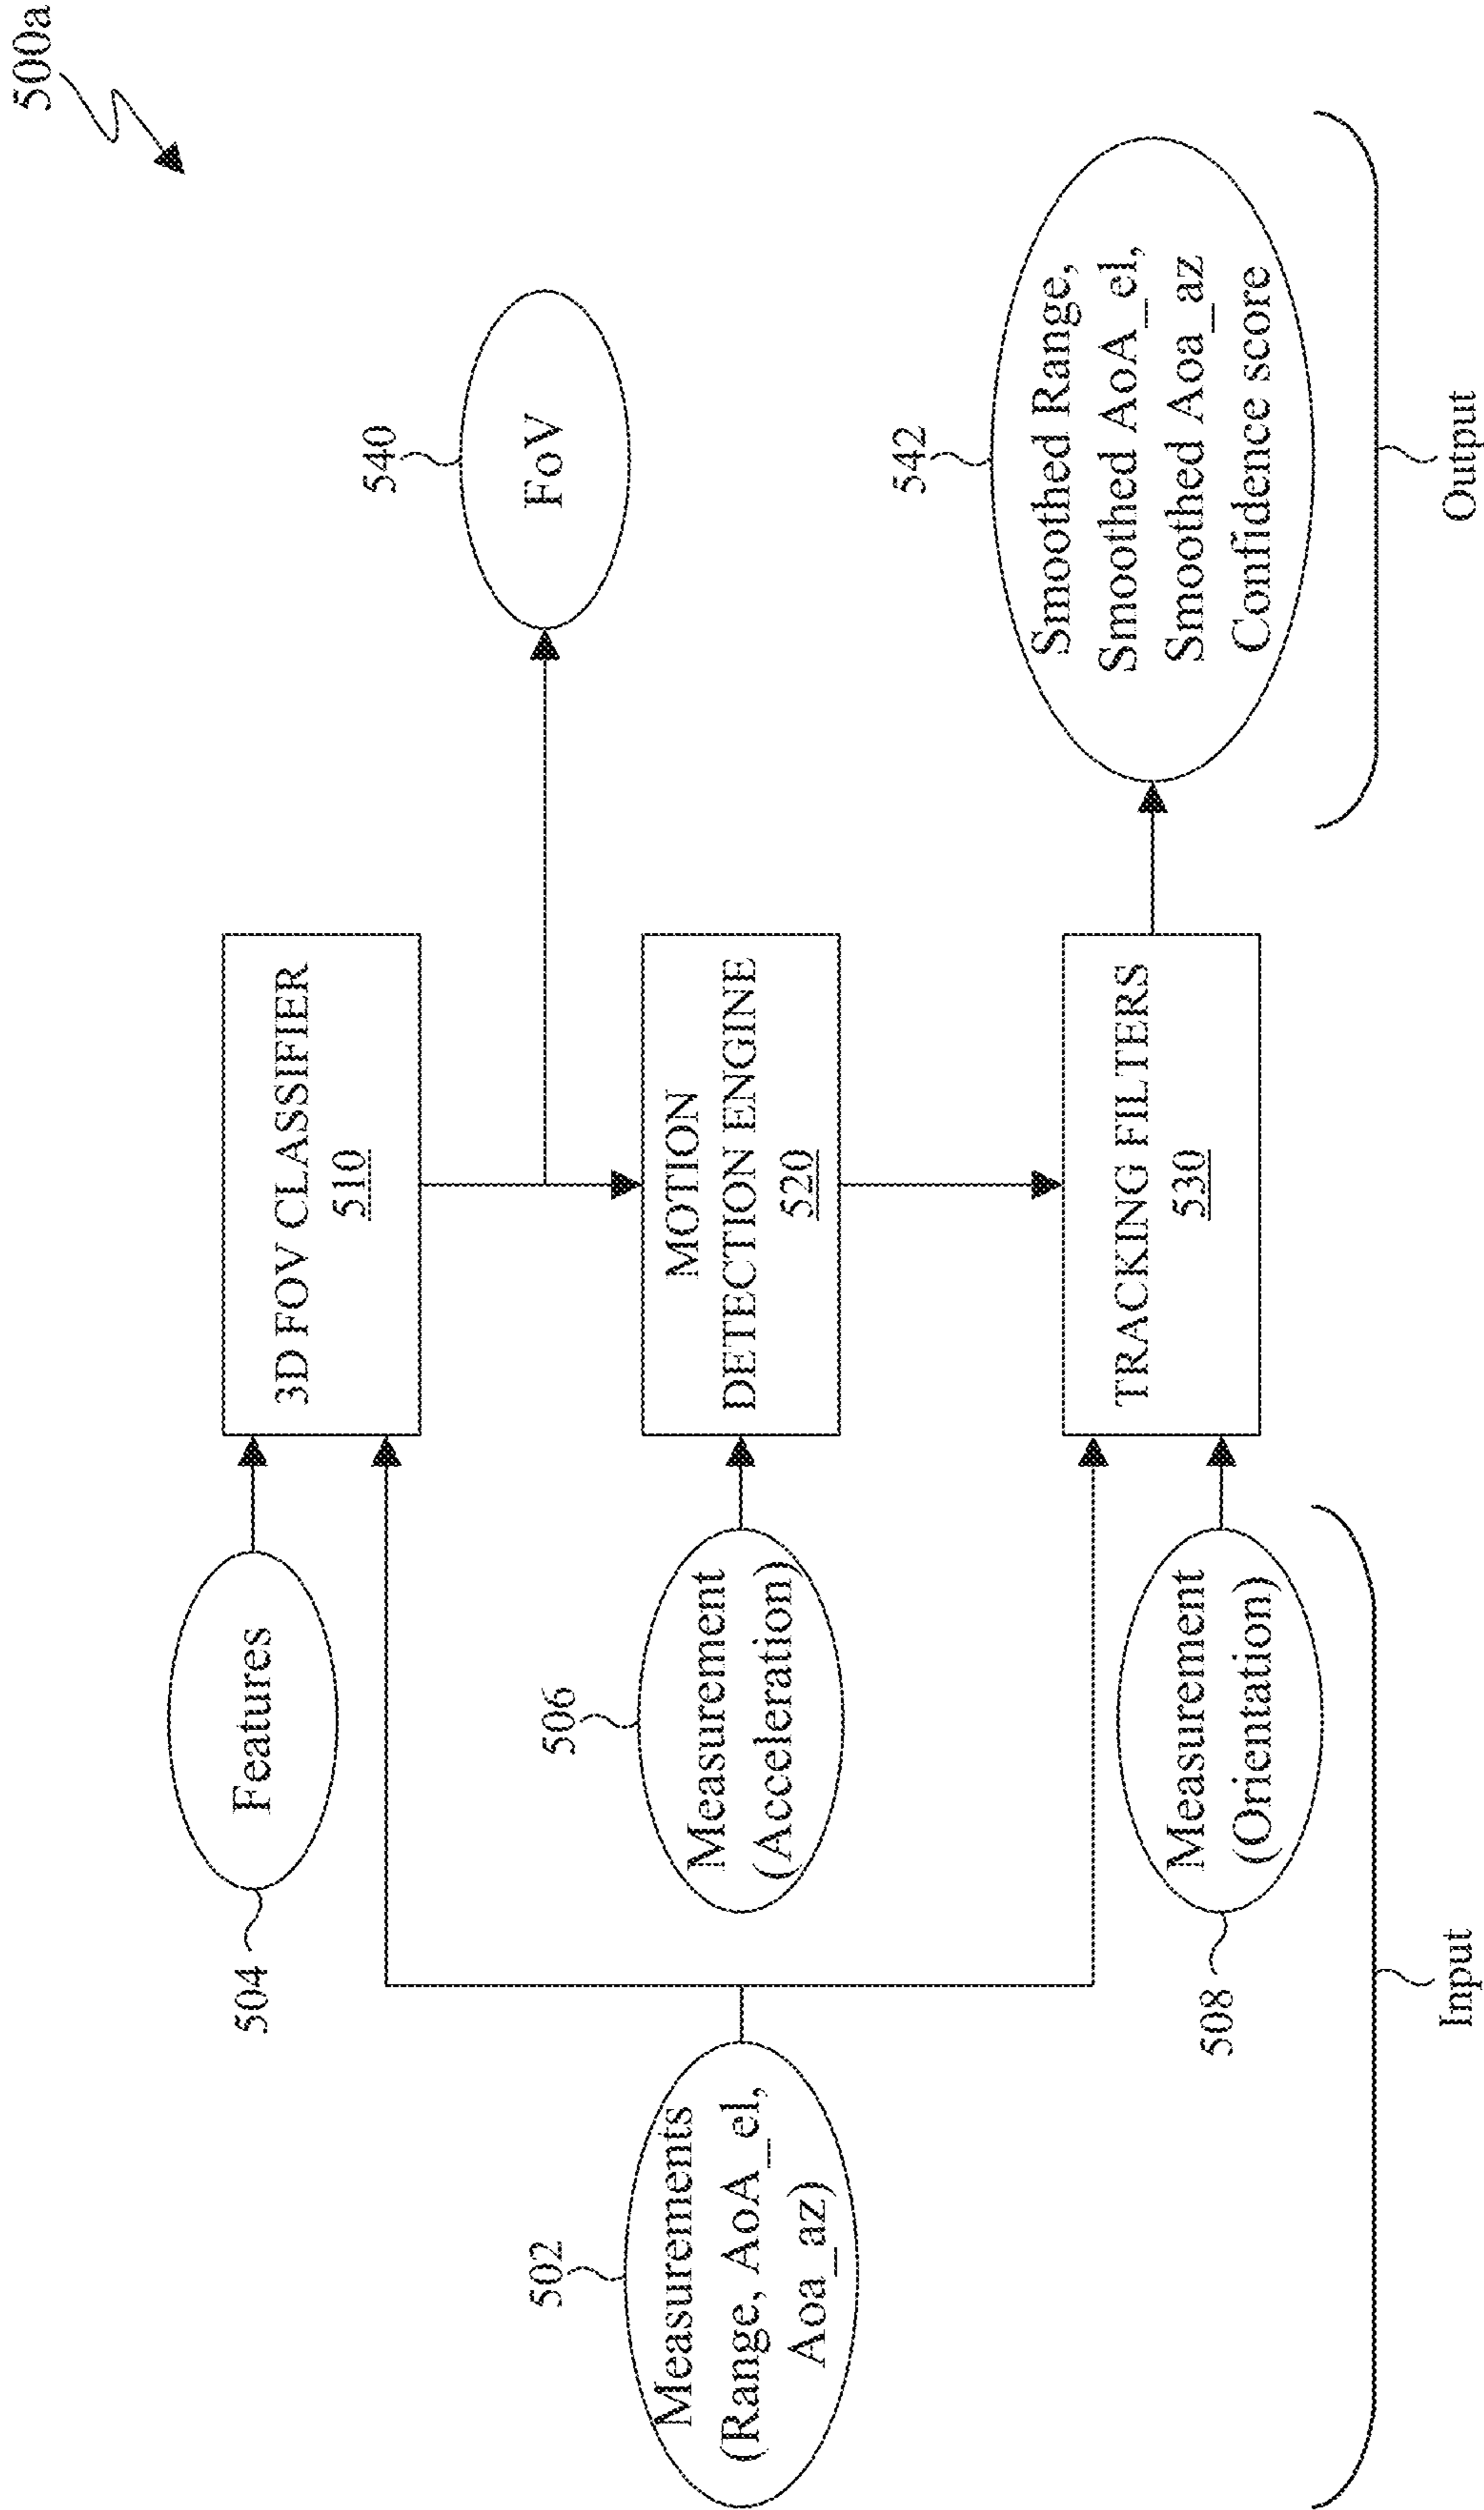 500a
504
Features
3D FOV CLASSIFIER
510
540
FoV
502
Measurements
(Range, AoA_el,
Aoa_az)
506
Measurement
(Acceleration)
MOTION
DETECTION ENGINE
520
508
Measurement
(Orientation)
TRACKING FILTERS
530
542
Smoothed Range,
Smoothed AoA_el,
Smoothed Aoa_az
Confidence score
Input
Output